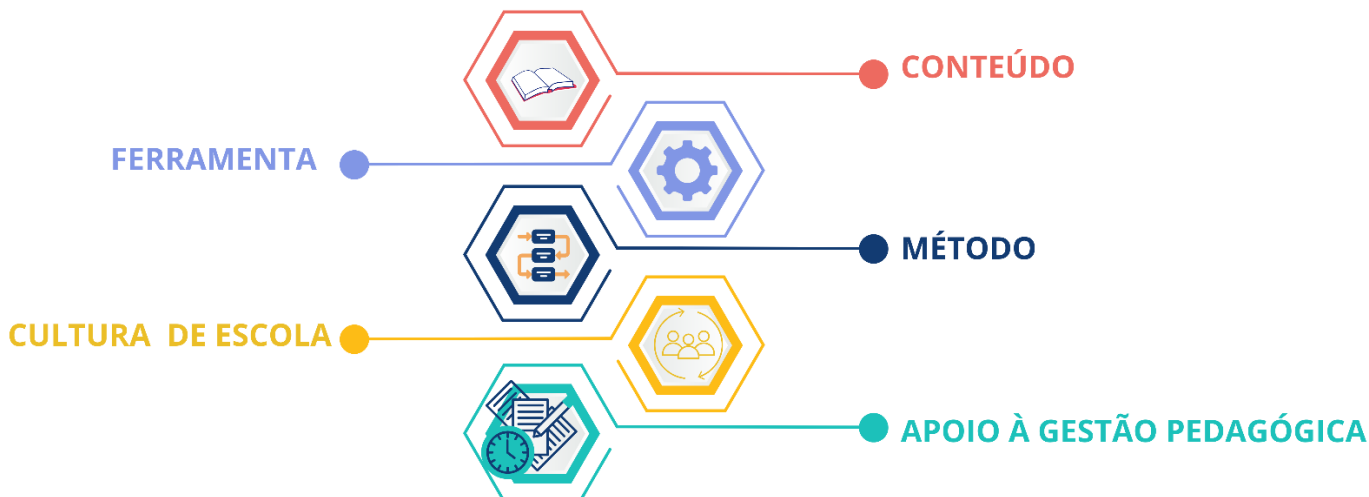 CONTEÚDO
FERRAMENTA
MÉTODO
CULTURA DE ESCOLA
APOIO À GESTÃO PEDAGÓGICA